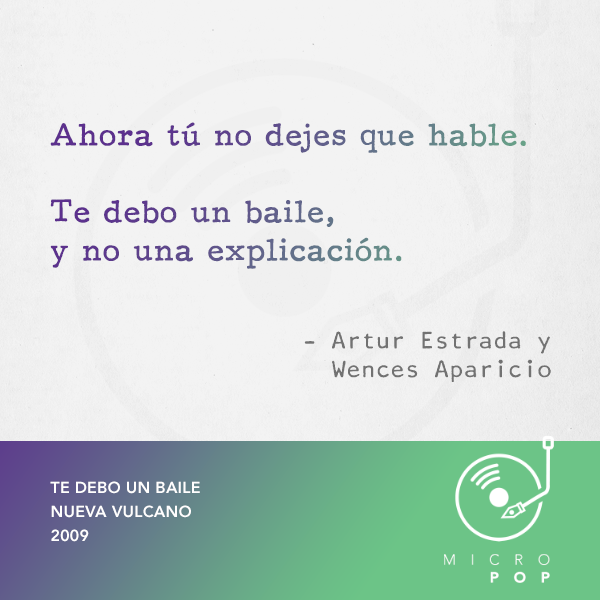 Ahora tú no dejes que hable.
Te debo un baile,
y no una explicación.
- Artur Estrada y
Wences Aparicio
TE DEBO UN BAILE
NUEVA VULCANO
2009
MICRO
POP